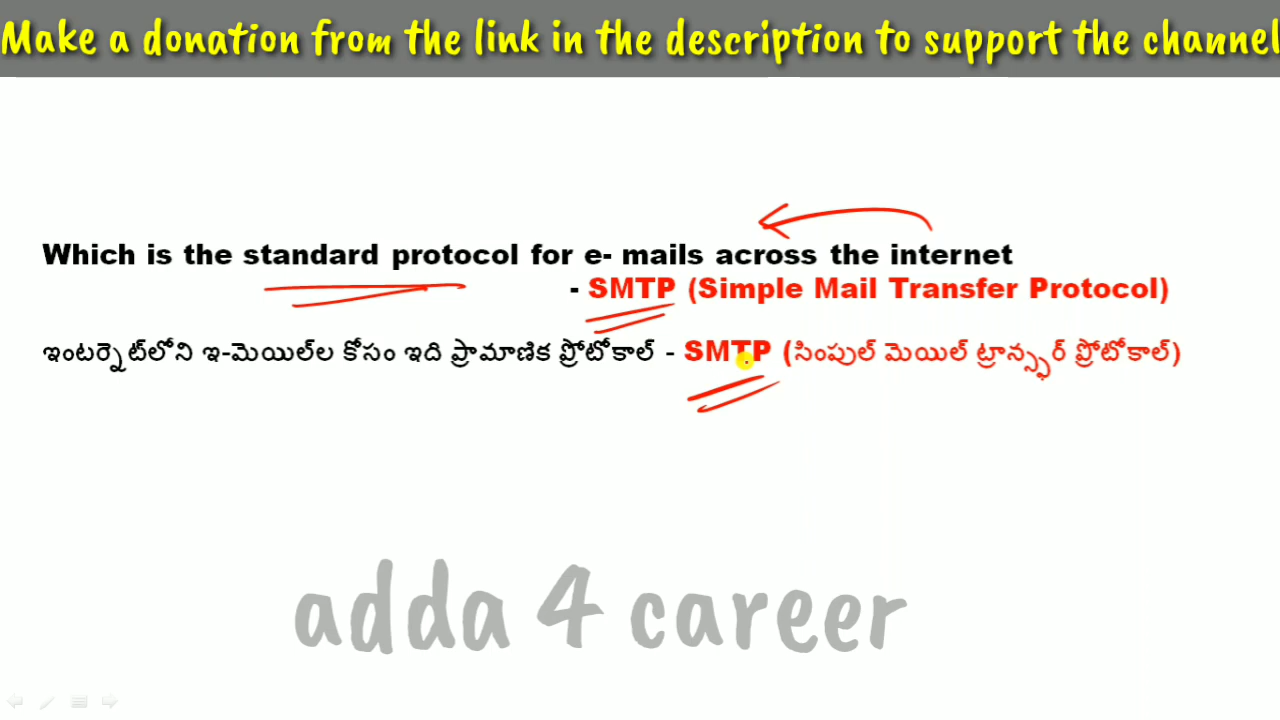 Make a donation from the link in the description to support the channel
Which is the standard protocol for e- mails across the internet
- SMTP (Simple Mail Transfer Protocol)
ఇంటర్నెట్‌లోని ఇ-మెయిల్‌ల కోసం ఇది ప్రామాణిక ప్రోటోకాల్ - SMTP (సింపుల్ మెయిల్ ట్రాన్స్ఫర్ ప్రోటోకాల్)
adda 4 career